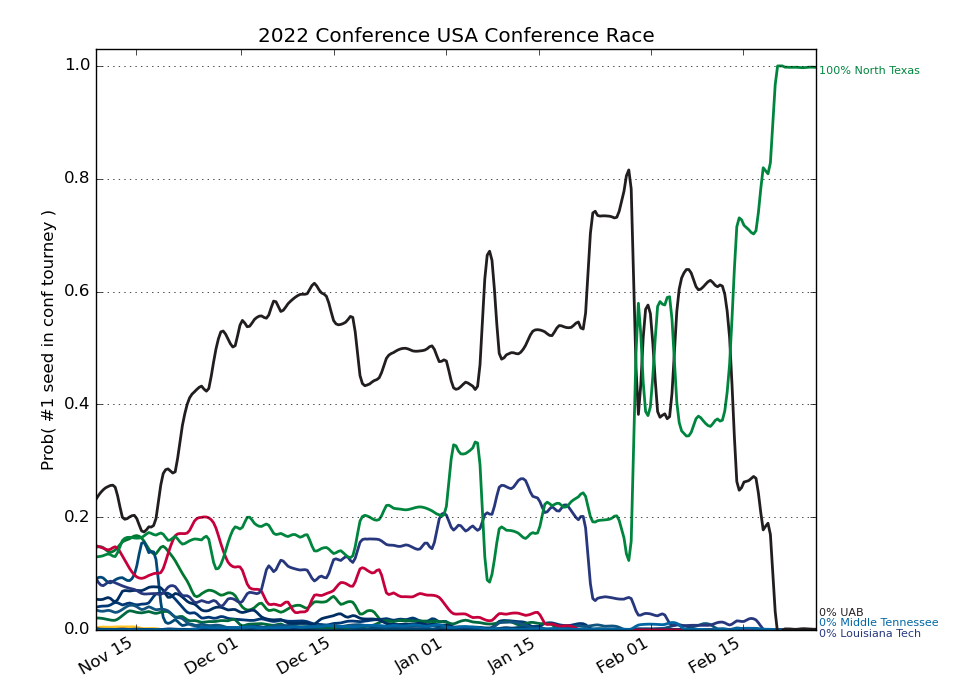 2022 Conference USA Conference Race
Prob( #1 seed in conf tourney )
1.0
0.8
0.6
0.4
0.2
0.0
Nov 15
Dec 01
Dec 15
Jan 01
Jan 15
Feb 01
Feb 15
100% North Texas
0% UAB
0% Middle Tennessee
0% Louisiana Tech